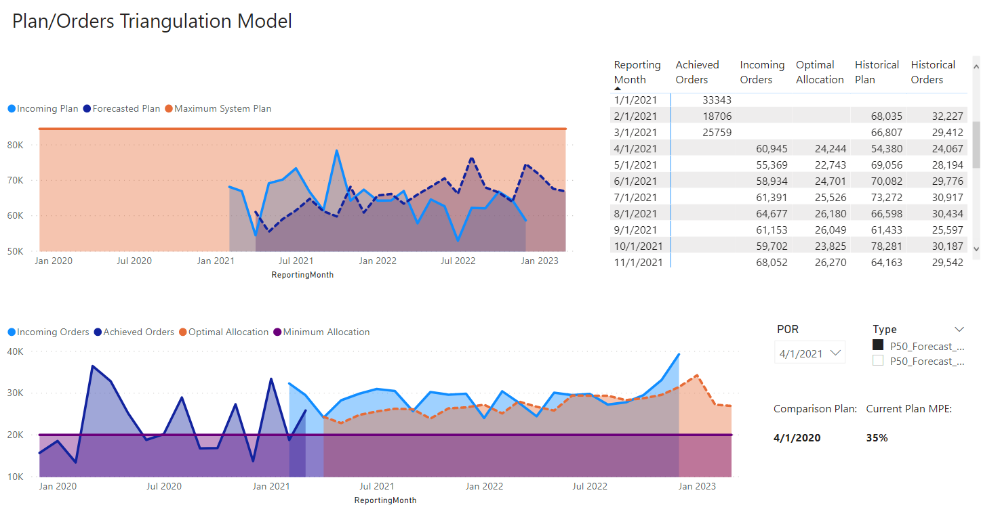 Plan/Orders Triangulation Model
Incoming Plan Forecasted Plan Maximum System Plan
80K
70K
60K
50K
Jan 2020 Jul 2020 Jan 2021 Jul 2021 Jan 2022 Jul 2022 Jan 2023
ReportingMonth
Reporting Month Achieved Orders Incoming Orders Optimal Allocation Historical Plan Historical Orders
1/1/2021 33343
2/1/2021 18706 68,035 32,227
3/1/2021 25759 66,807 29,412
4/1/2021 60,945 24,244 54,380 24,067
5/1/2021 55,369 22,743 69,056 28,194
6/1/2021 58,934 24,701 70,082 29,776
7/1/2021 61,391 25,526 73,272 30,917
8/1/2021 64,677 26,180 66,598 30,434
9/1/2021 61,153 26,049 61,433 25,597
10/1/2021 59,702 23,825 78,281 30,187
11/1/2021 68,052 26,270 64,163 29,542
Incoming Orders Achieved Orders Optimal Allocation Minimum Allocation
40K
30K
20K
10K
Jan 2020 Jul 2020 Jan 2021 Jul 2021 Jan 2022 Jul 2022 Jan 2023
ReportingMonth
POR
4/1/2021
Type
P50_Forecast_...
P50_Forecast_...
Comparison Plan: Current Plan MPE:
4/1/2020 35%